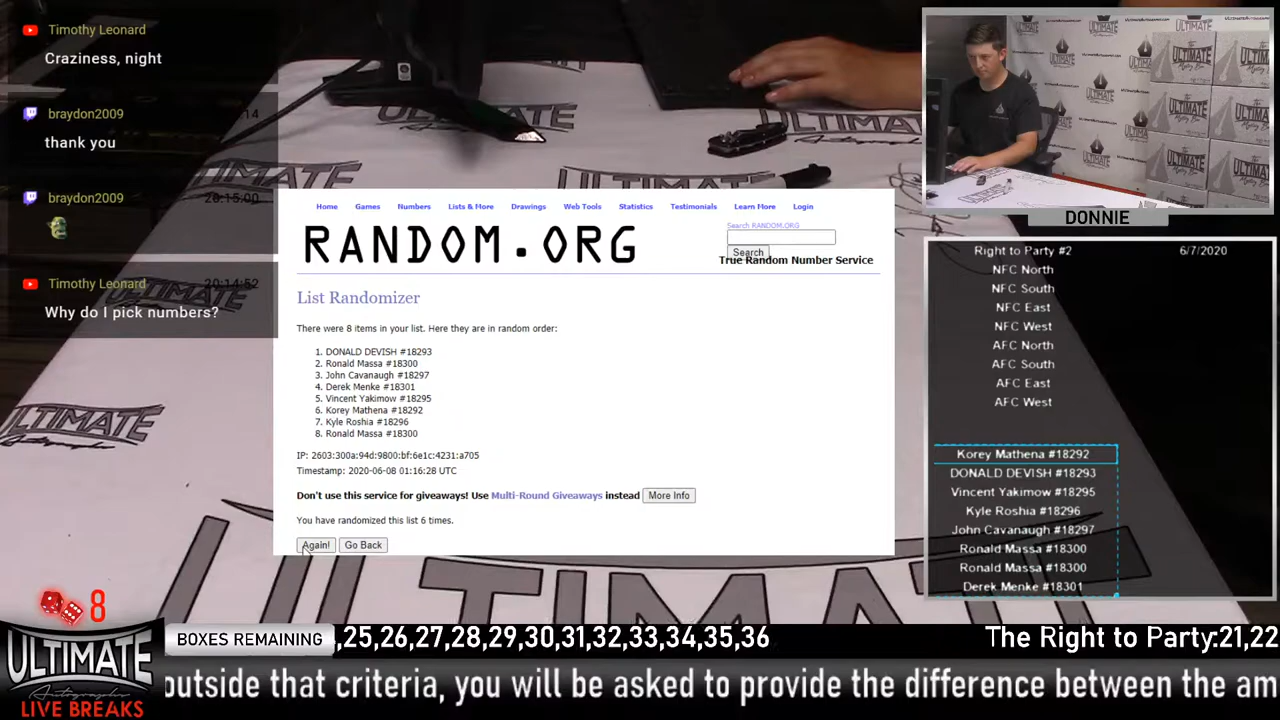 Timothy Leonard
Craziness, night
braydon2009
:14
thank you
braydon2009
20:15:00
Timothy Leonard
20:14:52
Why do I pick numbers?
Home Games Numbers Lists & More Drawings Web Tools Statistics Testimonials Learn More Login
RANDOM.ORG
Search RANDOM.ORG
Search
True Random Number Service
List Randomizer
There were 8 items in your list. Here they are in random order:
1. DONALD DEVISH #18293
2. Ronald Massa #18300
3. John Cavanaugh #18297
4. Derek Menke #18301
5. Vincent Yakimow #18295
6. Korey Mathena #18292
7. Kyle Roshia #18296
8. Ronald Massa #18300
IP: 2603:300a:94d:9800:bf:6e1c:4231:a705
Timestamp: 2020-06-08 01:16:28 UTC
Don't use this service for giveaways! Use Multi-Round Giveaways instead More Info
You have randomized this list 6 times.
Again! Go Back
DONNIE
Right to Party #2 6/7/2020
NFC North
NFC South
NFC East
NFC West
AFC North
AFC South
AFC East
AFC West
Korey Mathena #18292
DONALD DEVISH #18293
Vincent Yakimow #18295
Kyle Roshia #18296
John Cavanaugh #18297
Ronald Massa #18300
Ronald Massa #18300
Derek Menke #18301
8
ULTIMATE
Autographs
LIVE BREAKS
BOXES REMAINING
,25,26,27,28,29,30,31,32,33,34,35,36
The Right to Party:21,22
outside that criteria, you will be asked to provide the difference between the am
ULTIMATE